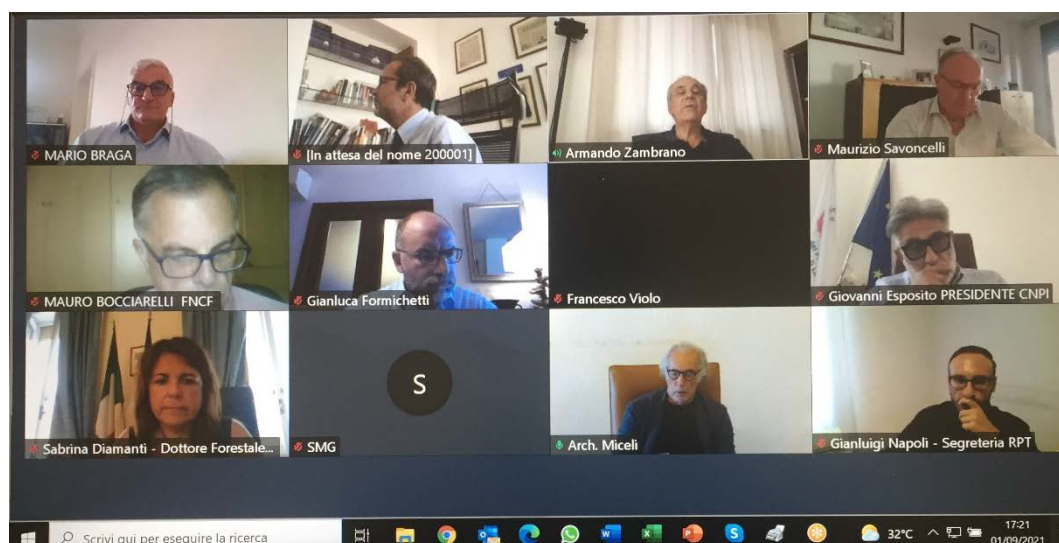 MARIO BRAGA
[In attesa del nome 200001]
Armando Zambrano
Maurizio Savoncelli
MAURO BOCCIARELLI FNCF
Gianluca Formichetti
Francesco Violo
Giovanni Esposito PRESIDENTE CNPI
Sabrina Diamanti - Dottore Forestale...
S
SMG
Arch. Miceli
Gianluigi Napoli - Segreteria RPT
Scrivi qui per eseguire la ricerca
32°C
17:21
01/09/2021